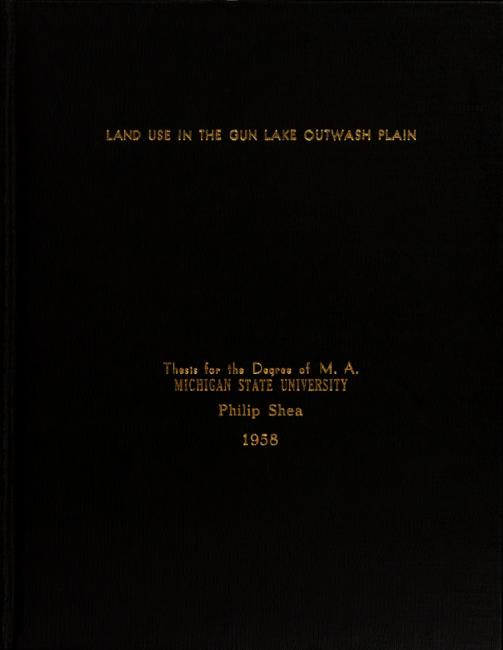 LAND USE IN THE GUN LAKE OUTWASH PLAIN
Thesis for the Degree of M. A.
MICHIGAN STATE UNIVERSITY
Philip Shea
1958